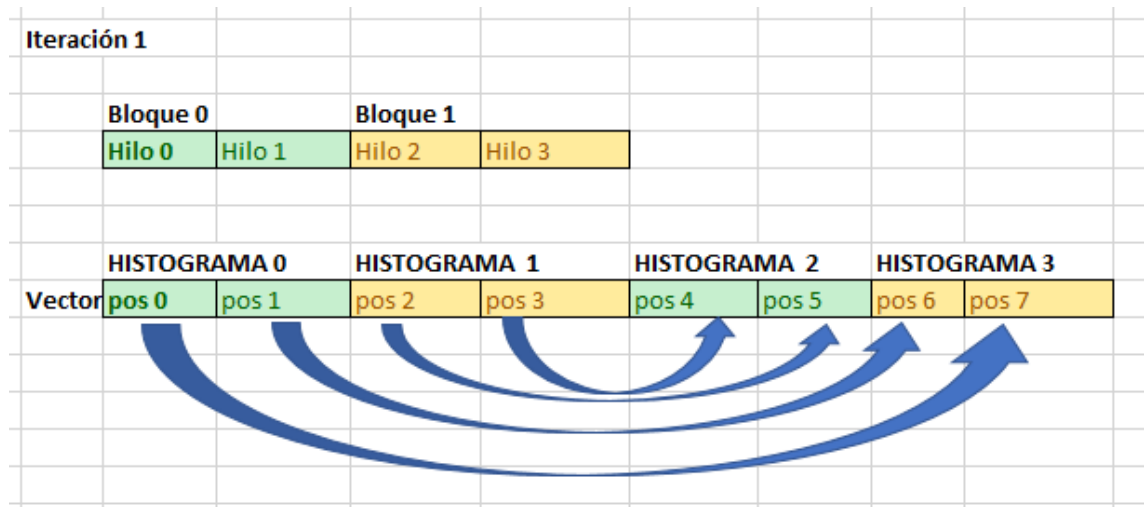 Iteración 1
Bloque 0 Bloque 1
Hilo 0 Hilo 1 Hilo 2 Hilo 3
HISTOGRAMA 0 HISTOGRAMA 1 HISTOGRAMA 2 HISTOGRAMA 3
Vector pos 0 pos 1 pos 2 pos 3 pos 4 pos 5 pos 6 pos 7